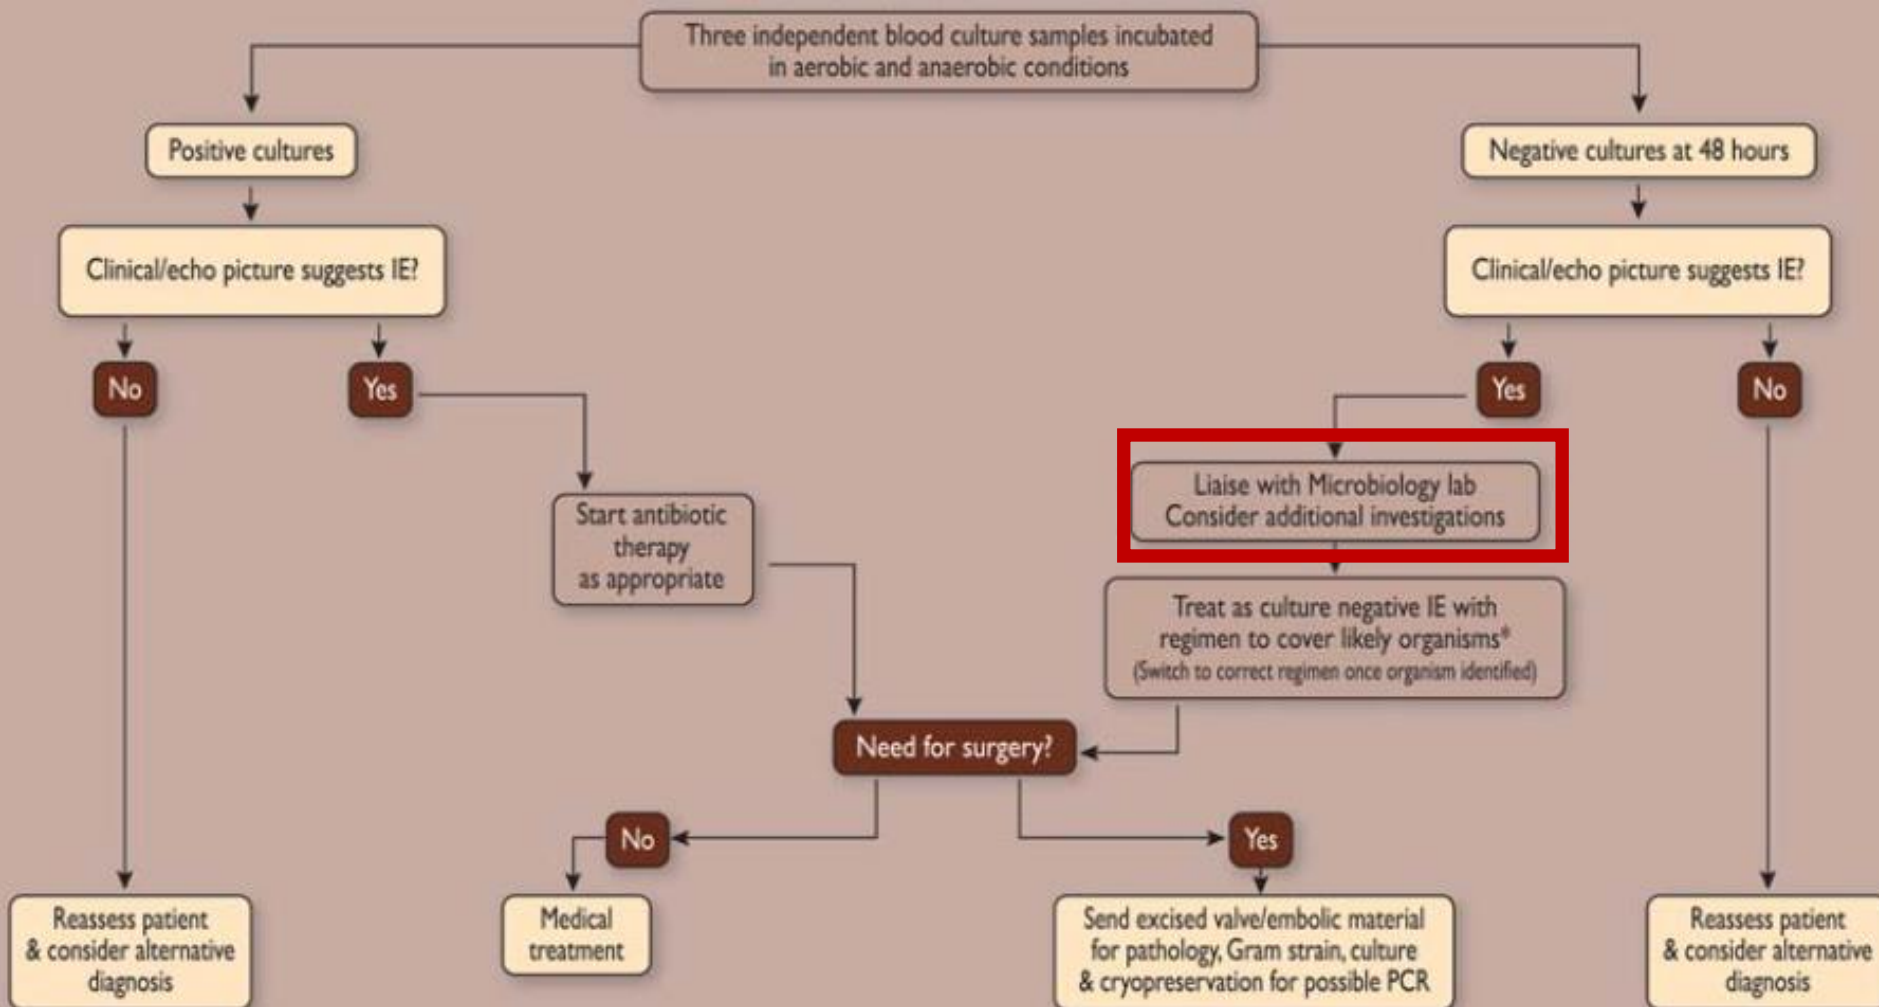 Three independent blood culture samples incubated
in aerobic and anaerobic conditions
Positive cultures
Negative cultures at 48 hours
Clinical/echo picture suggests IE?
Clinical/echo picture suggests IE?
No
Yes
Yes
No
Start antibiotic
therapy
as appropriate
Liaise with Microbiology lab
Consider additional investigations
Treat as culture negative IE with
regimen to cover likely organisms*
(Switch to correct regimen once organism identified)
Need for surgery?
No
Yes
Reassess patient
& consider alternative
diagnosis
Medical
treatment
Send excised valve/embolic material
for pathology, Gram strain, culture
& cryopreservation for possible PCR
Reassess patient
& consider alternative
diagnosis